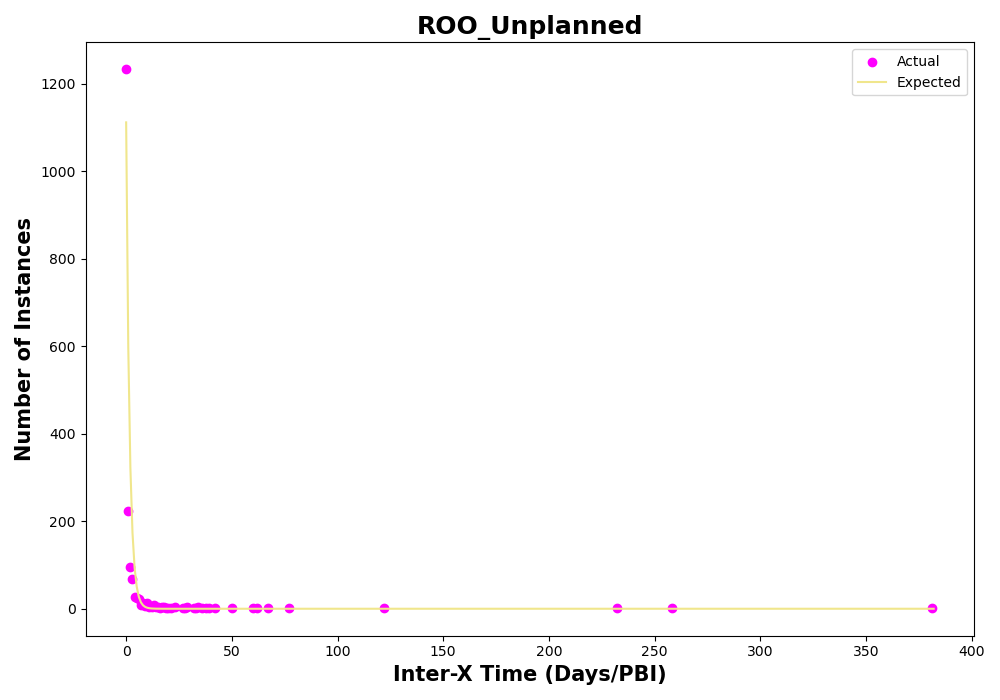 ROO_Unplanned
Actual
Expected
Number of Instances
1200
1000
800
600
400
200
0
0 50 100 150 200 250 300 350 400
Inter-X Time (Days/PBI)